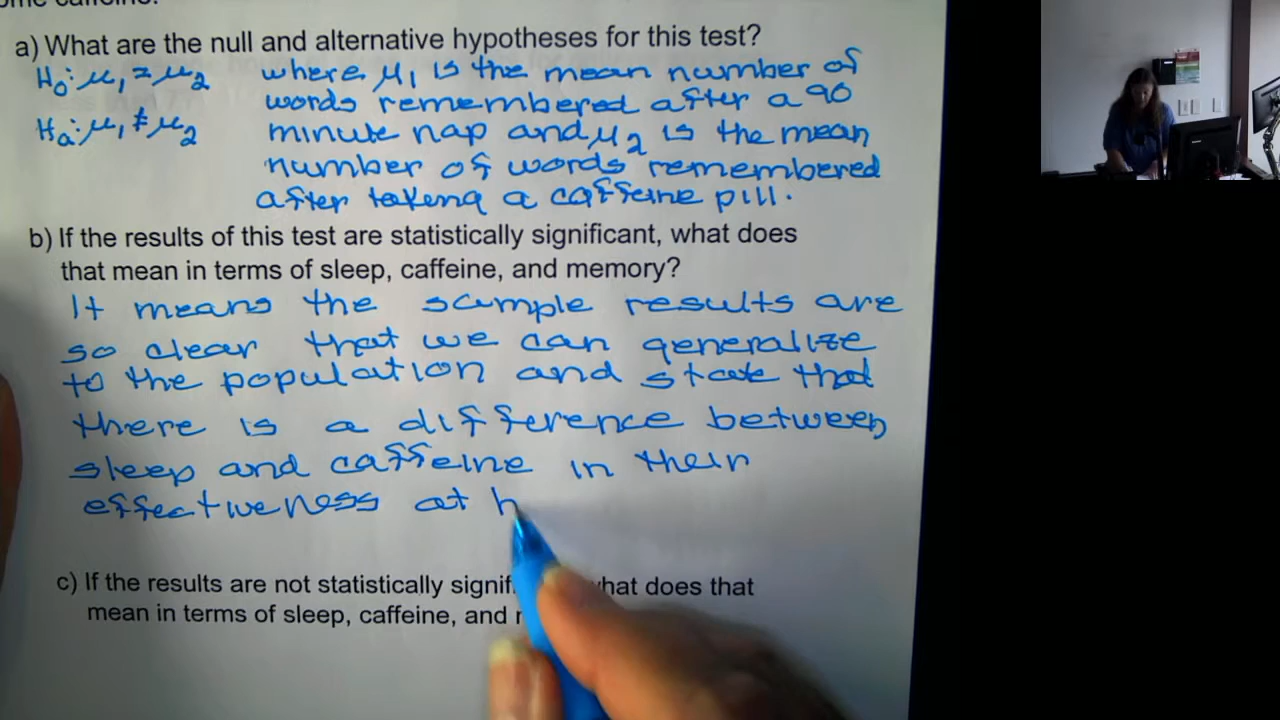 some caffeine.
a) What are the null and alternative hypotheses for this test?
H₀: μ₁ = μ₂ where μ₁ is the mean number of
words remembered after a 90
Hₐ: μ₁ ≠ μ₂ minute nap and μ₂ is the mean
number of words remembered
after taking a caffeine pill.
b) If the results of this test are statistically significant, what does
that mean in terms of sleep, caffeine, and memory?
It means the sample results are
so clear that we can generalize
to the population and state that
there is a difference between
sleep and caffeine in their
effectiveness at h
c) If the results are not statistically signif what does that
mean in terms of sleep, caffeine, and